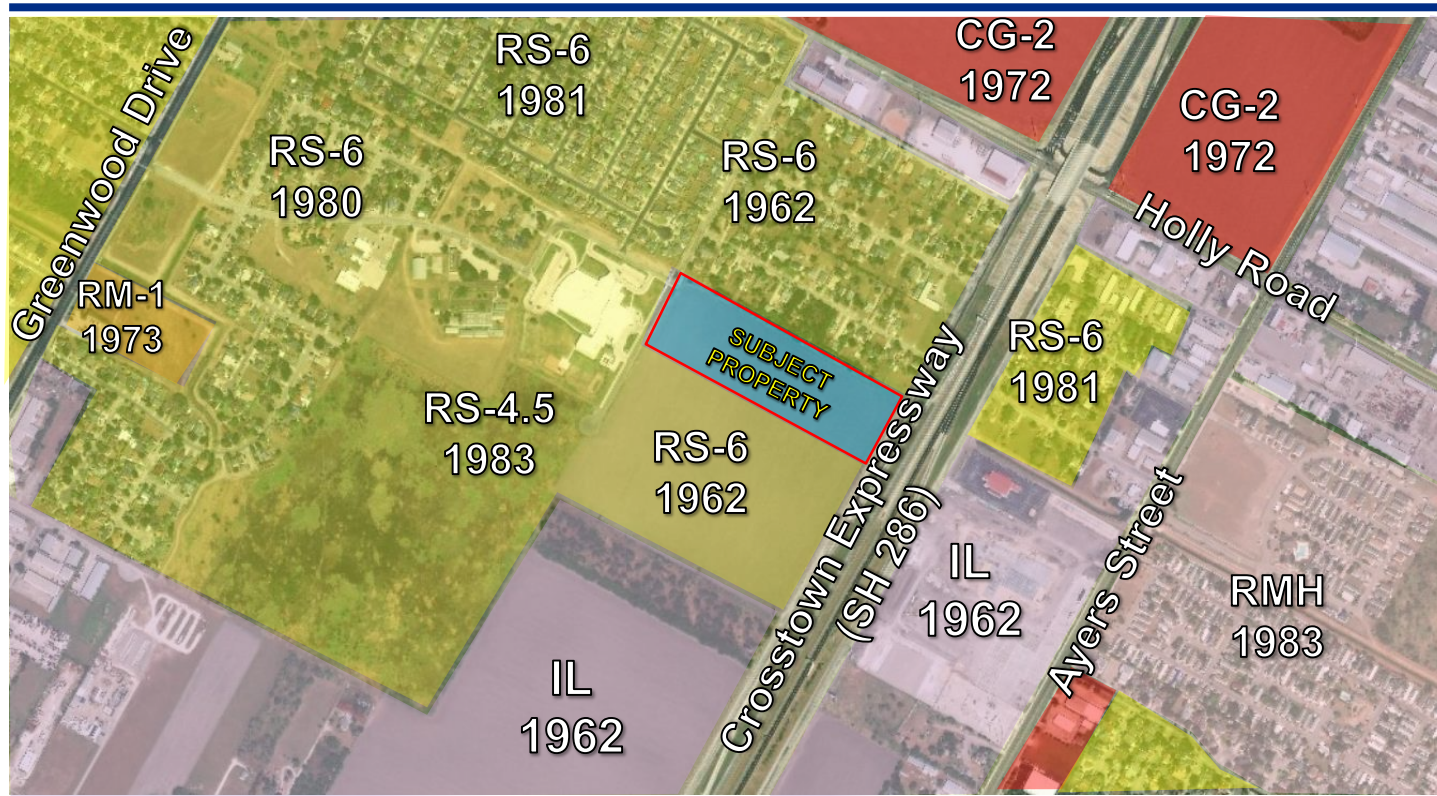 CG-2
1972
RS-6
1981
CG-2
1972
RS-6
1980
RS-6
1962
Greenwood Drive
Holly Road
RM-1
1973
SUBJECT
PROPERTY
RS-6
1981
RS-4.5
1983
RS-6
1962
Crosstown Expressway
(SH 286)
Ayers Street
IL
1962
RMH
1983
IL
1962